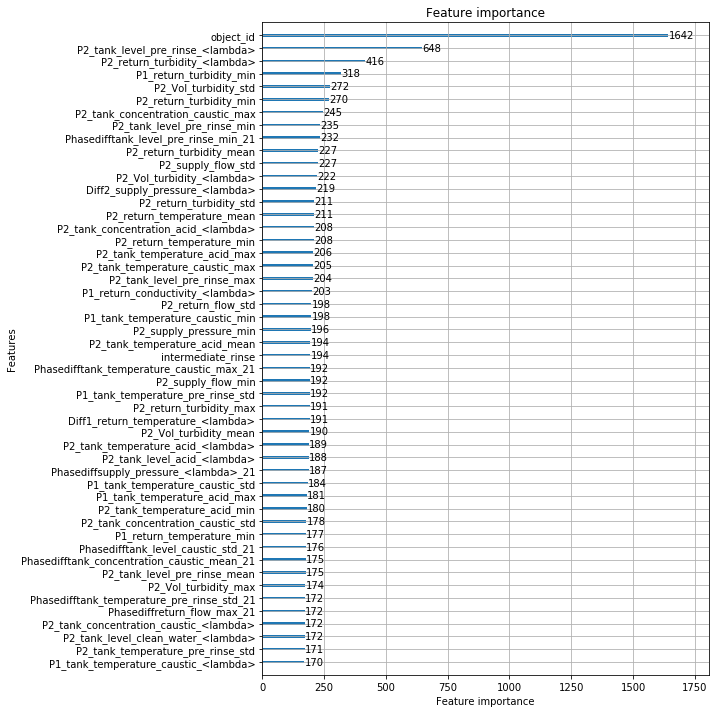 Feature importance
object_id 1642
P2_tank_level_pre_rinse_<lambda> 648
P2_return_turbidity_<lambda> 416
P1_return_turbidity_min 318
P2_Vol_turbidity_std 272
P2_return_turbidity_min 270
P2_tank_concentration_caustic_max 245
P2_tank_level_pre_rinse_min 235
Phasedifftank_level_pre_rinse_min_21 232
P2_return_turbidity_mean 227
P2_supply_flow_std 227
P2_Vol_turbidity_<lambda> 222
Diff2_supply_pressure_<lambda> 219
P2_return_turbidity_std 211
P2_return_temperature_mean 211
P2_tank_concentration_acid_<lambda> 208
P2_return_temperature_min 208
P2_tank_temperature_acid_max 206
P2_tank_temperature_caustic_max 205
P2_tank_level_pre_rinse_max 204
P1_return_conductivity_<lambda> 203
P2_return_flow_std 198
P1_tank_temperature_caustic_min 198
P2_supply_pressure_min 196
P2_tank_temperature_acid_mean 194
intermediate_rinse 194
Phasedifftank_temperature_caustic_max_21 192
P2_supply_flow_min 192
P1_tank_temperature_pre_rinse_std 192
P2_return_turbidity_max 191
Diff1_return_temperature_<lambda> 191
P2_Vol_turbidity_mean 190
P2_tank_temperature_acid_<lambda> 189
P2_tank_level_acid_<lambda> 188
Phasediffsupply_pressure_<lambda>_21 187
P1_tank_temperature_caustic_std 184
P1_tank_temperature_acid_max 181
P2_tank_temperature_acid_min 180
P2_tank_concentration_caustic_std 178
P1_return_temperature_min 177
Phasedifftank_level_caustic_std_21 176
Phasedifftank_concentration_caustic_mean_21 175
P2_tank_level_pre_rinse_mean 175
P2_Vol_turbidity_max 174
Phasedifftank_temperature_pre_rinse_std_21 172
Phasediffreturn_flow_max_21 172
P2_tank_concentration_caustic_<lambda> 172
P2_tank_level_clean_water_<lambda> 172
P2_tank_temperature_pre_rinse_std 171
P1_tank_temperature_caustic_<lambda> 170
Features
0 250 500 750 1000 1250 1500 1750
Feature importance